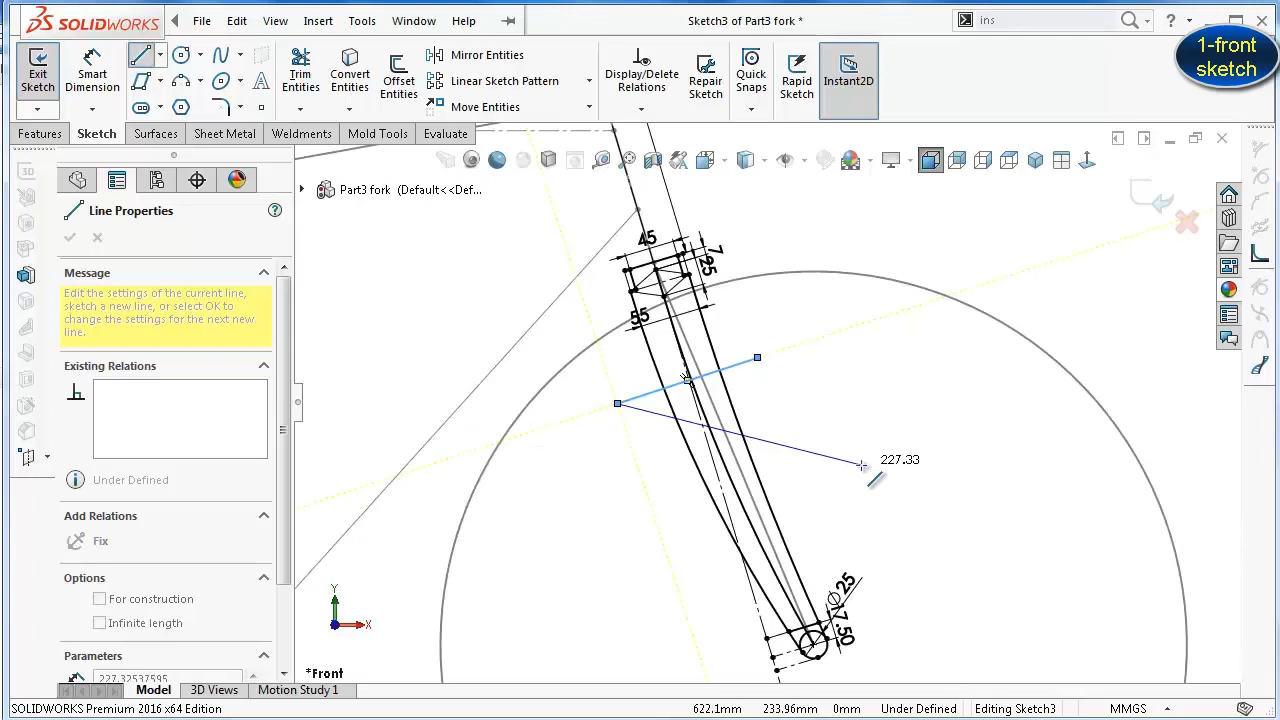 SOLIDWORKS
File
Edit
View
Insert
Tools
Window
Help
Sketch3 of Part3 fork *
ins
1-front
sketch
Exit
Sketch
Smart
Dimension
Trim
Entities
Convert
Entities
Offset
Entities
Mirror Entities
Linear Sketch Pattern
Move Entities
Display/Delete
Relations
Repair
Sketch
Quick
Snaps
Rapid
Sketch
Instant2D
Features
Sketch
Surfaces
Sheet Metal
Weldments
Mold Tools
Evaluate
3D
Part3 fork (Default<<Def...
Line Properties
Message
Edit the settings of the current line,
sketch a new line, or select OK to
change the settings for the next new
line.
Existing Relations
Under Defined
Add Relations
Fix
Options
For construction
Infinite length
Parameters
227.32537595
45
7
25
55
227.33
Ø25
17.50
Y
X
*Front
Model
3D Views
Motion Study 1
SOLIDWORKS Premium 2016 x64 Edition
622.1mm
233.96mm
0mm
Under Defined
Editing Sketch3
MMGS